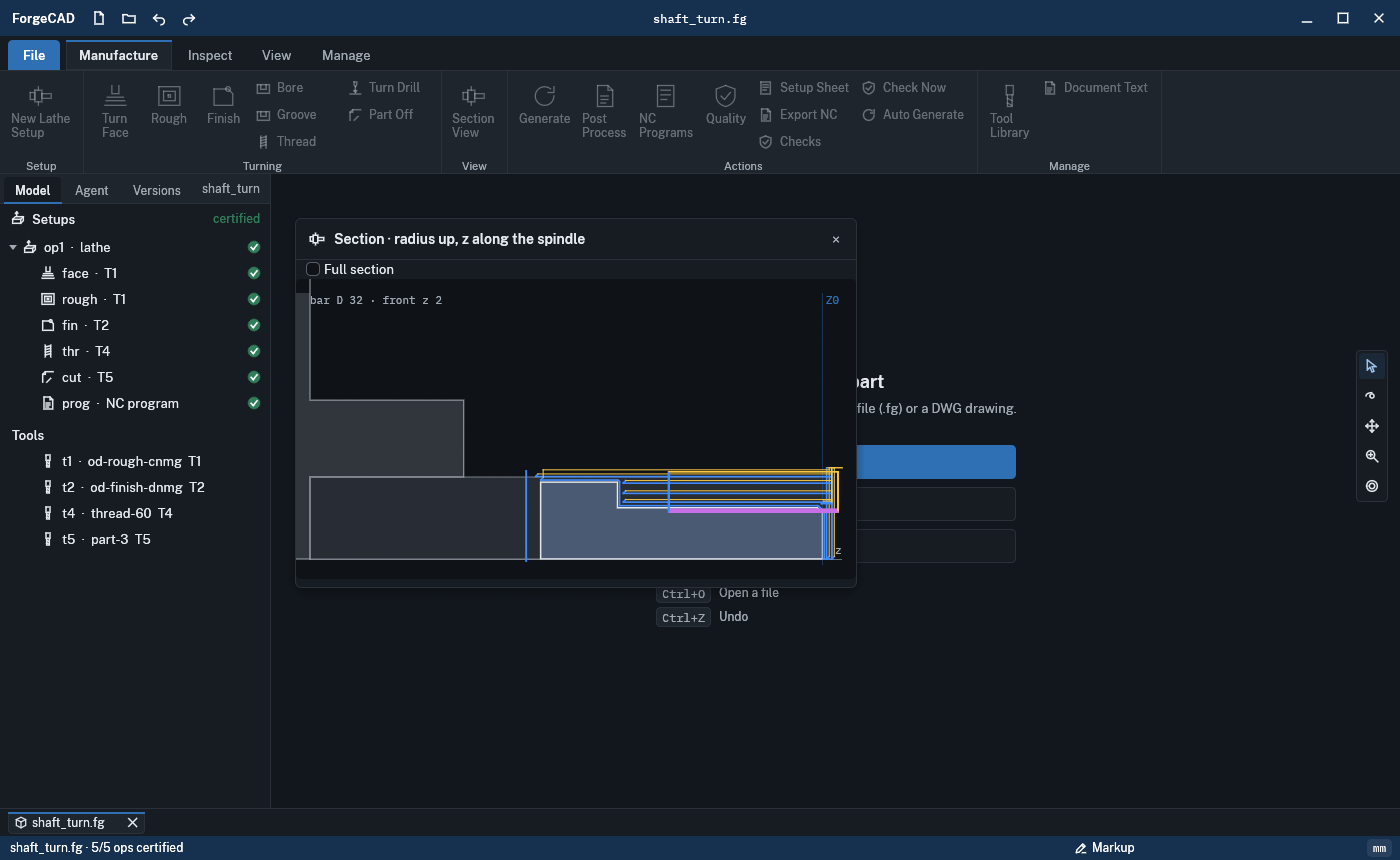 ForgeCAD
shaft_turn.fg
File
Manufacture
Inspect
View
Manage
New Lathe
Setup
Turn
Face
Rough
Finish
Bore
Groove
Thread
Turn Drill
Part Off
Section
View
Generate
Post
Process
NC
Programs
Quality
Setup Sheet
Export NC
Checks
Check Now
Auto Generate
Tool
Library
Document Text
Setup
Turning
View
Actions
Manage
Model
Agent
Versions
shaft_turn
Setups
certified
op1 · lathe
face · T1
rough · T1
fin · T2
thr · T4
cut · T5
prog · NC program
Tools
t1 · od-rough-cnmg T1
t2 · od-finish-dnmg T2
t4 · thread-60 T4
t5 · part-3 T5
Section · radius up, z along the spindle
Full section
bar D 32 · front z 2
Z0
z
part
file (.fg) or a DWG drawing.
Ctrl+O Open a file
Ctrl+Z Undo
shaft_turn.fg
shaft_turn.fg · 5/5 ops certified
Markup
mm